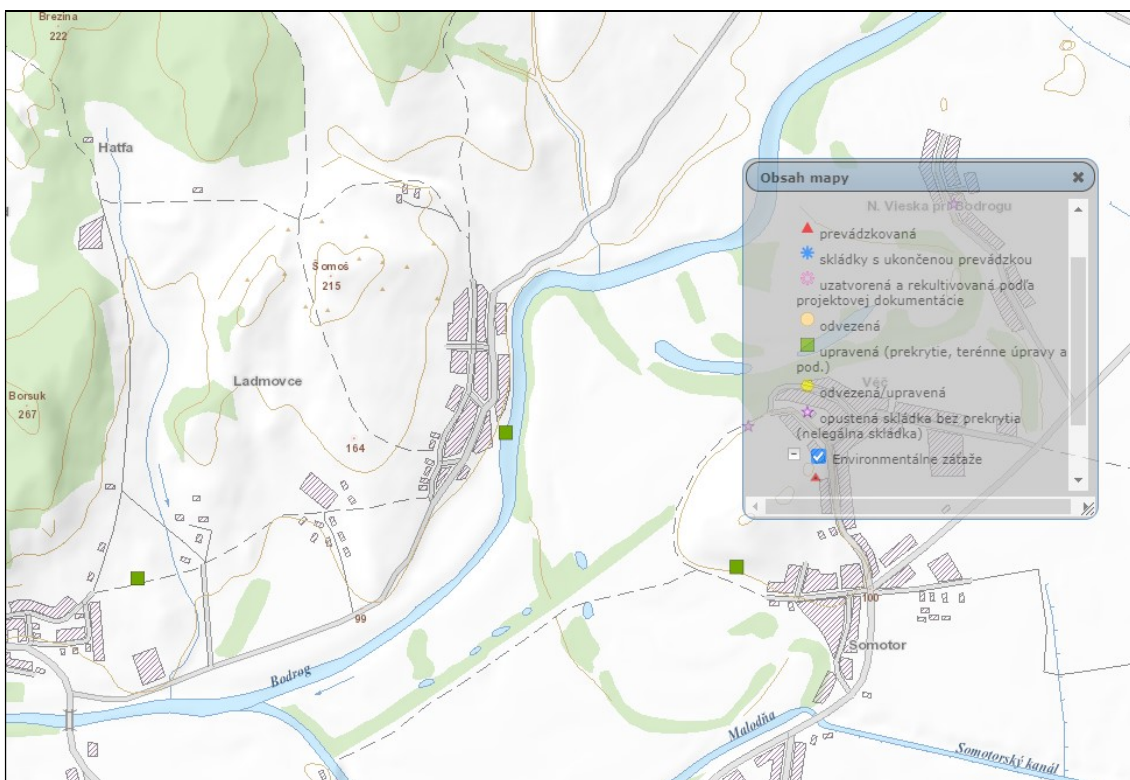 Brezina
222
Hatfa
Šomoš
215
Ladmovce
Borsuk
267
164
99
Bodrog
Obsah mapy
N. Vieska pri Bodrogu
prevádzkovaná
skládky s ukončenou prevádzkou
uzatvorená a rekultivovaná podľa
projektovej dokumentácie
odvezená
upravená (prekrytie, terénne úpravy a
pod.)
Véč
odvezená/upravená
opustená skládka bez prekrytia
(nelegálna skládka)
Environmentálne záťaže
100
Somotor
Malodňa
Somotorský kanál